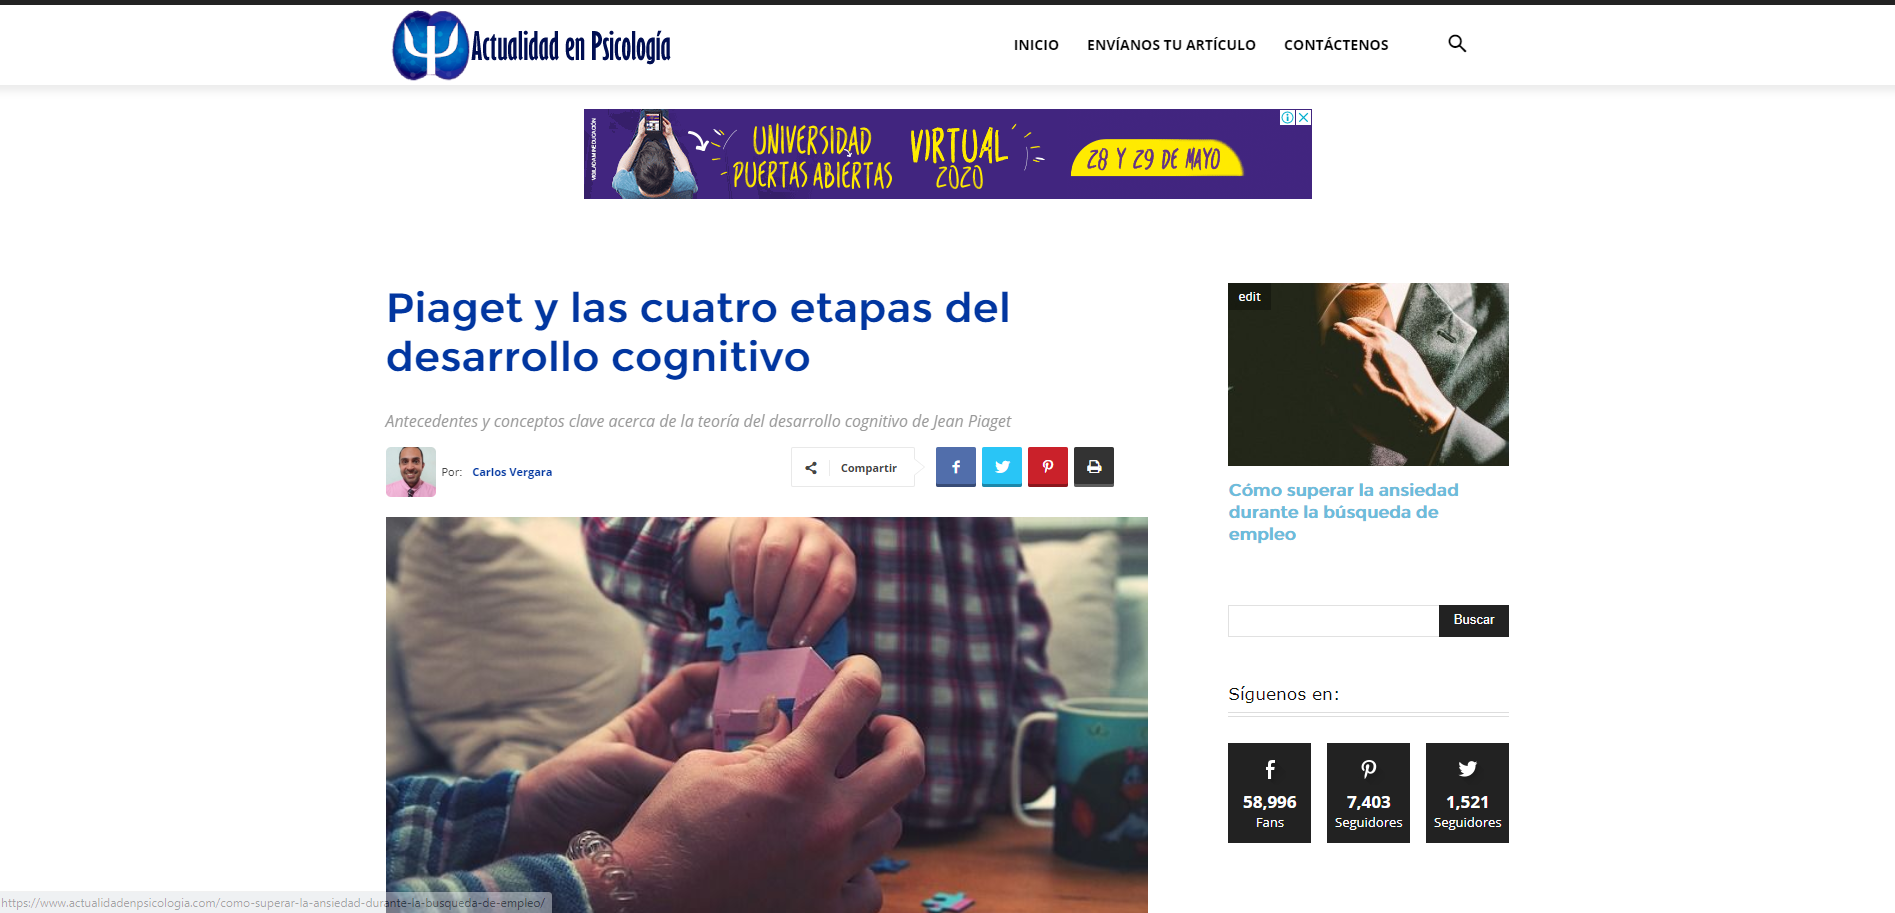 Actualidad en Psicología
INICIO
ENVÍANOS TU ARTÍCULO
CONTÁCTENOS
VIGILADA MINEDUCACIÓN
UNIVERSIDAD
PUERTAS ABIERTAS
VIRTUAL
2020
28 Y 29 DE MAYO
Piaget y las cuatro etapas del
desarrollo cognitivo
Antecedentes y conceptos clave acerca de la teoría del desarrollo cognitivo de Jean Piaget
Por: Carlos Vergara
Compartir
edit
Cómo superar la ansiedad
durante la búsqueda de
empleo
Buscar
Síguenos en:
58,996
Fans
7,403
Seguidores
1,521
Seguidores
https://www.actualidadenpsicologia.com/como-superar-la-ansiedad-durante-la-busqueda-de-empleo/